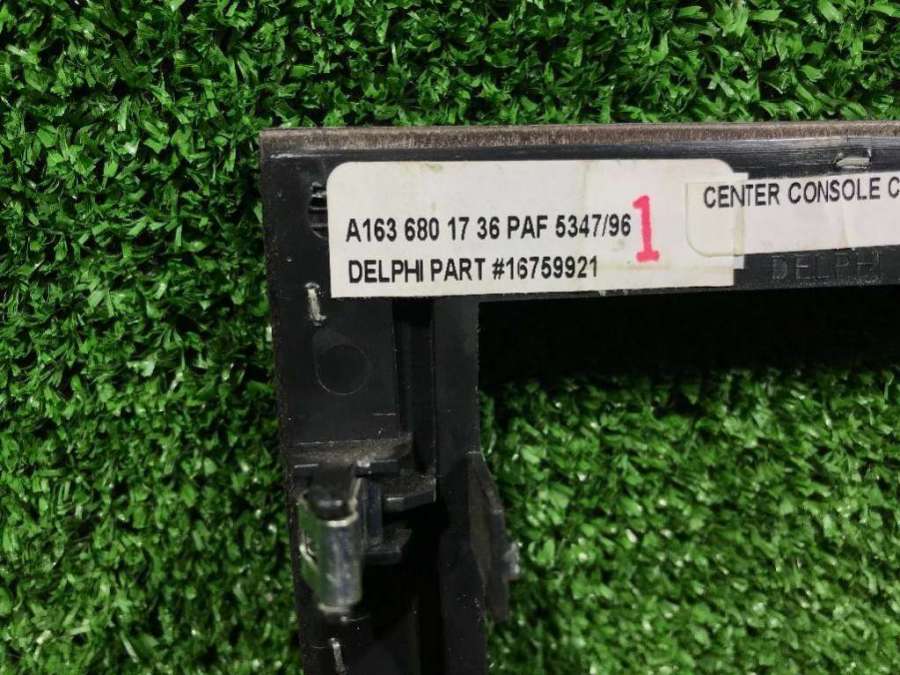 A163 680 17 36 PAF 5347/96
DELPHI PART #16759921
1
CENTER CONSOLE C
DELPHI